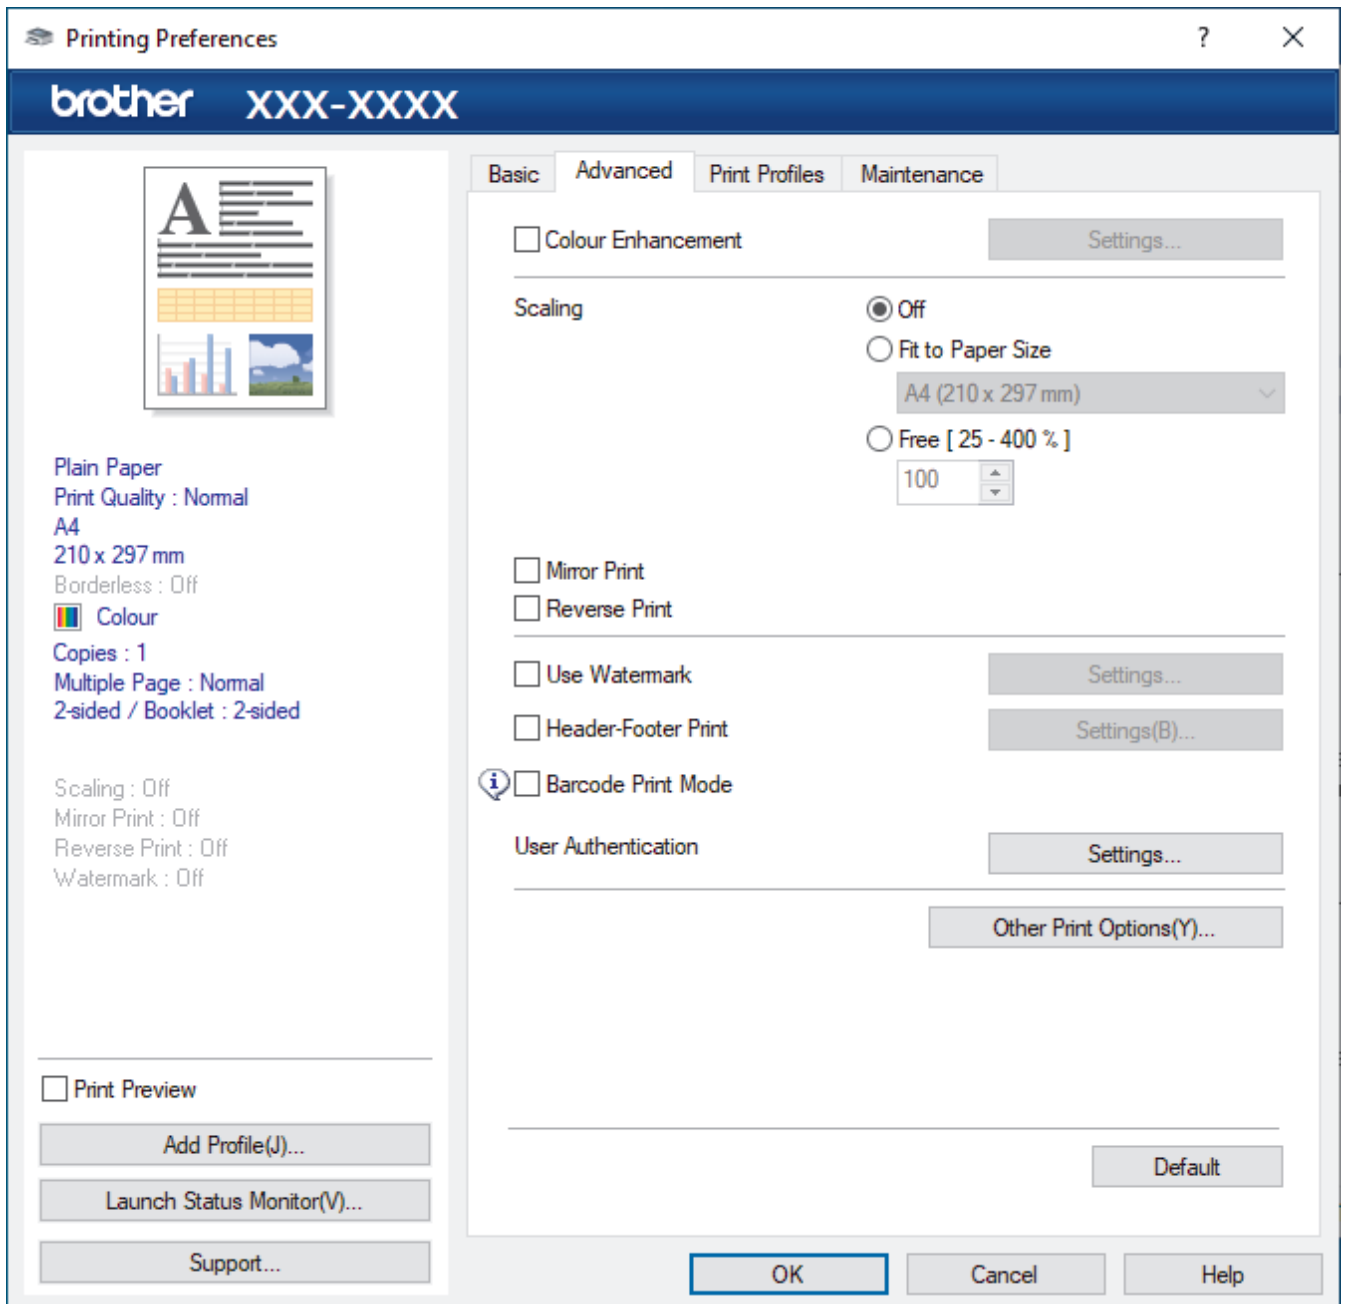 Printing Preferences
?
brother XXX-XXXX
A
Plain Paper
Print Quality : Normal
A4
210 x 297 mm
Borderless : Off
Colour
Copies : 1
Multiple Page : Normal
2-sided / Booklet : 2-sided
Scaling : Off
Mirror Print : Off
Reverse Print : Off
Watermark : Off
Print Preview
Add Profile(J)...
Launch Status Monitor(V)...
Support...
Basic Advanced Print Profiles Maintenance
Colour Enhancement Settings...
Scaling Off
Fit to Paper Size
A4 (210 x 297 mm)
Free [ 25 - 400 % ]
100
Mirror Print
Reverse Print
Use Watermark Settings...
Header-Footer Print Settings(B)...
i Barcode Print Mode
User Authentication Settings...
Other Print Options(Y)...
Default
OK Cancel Help